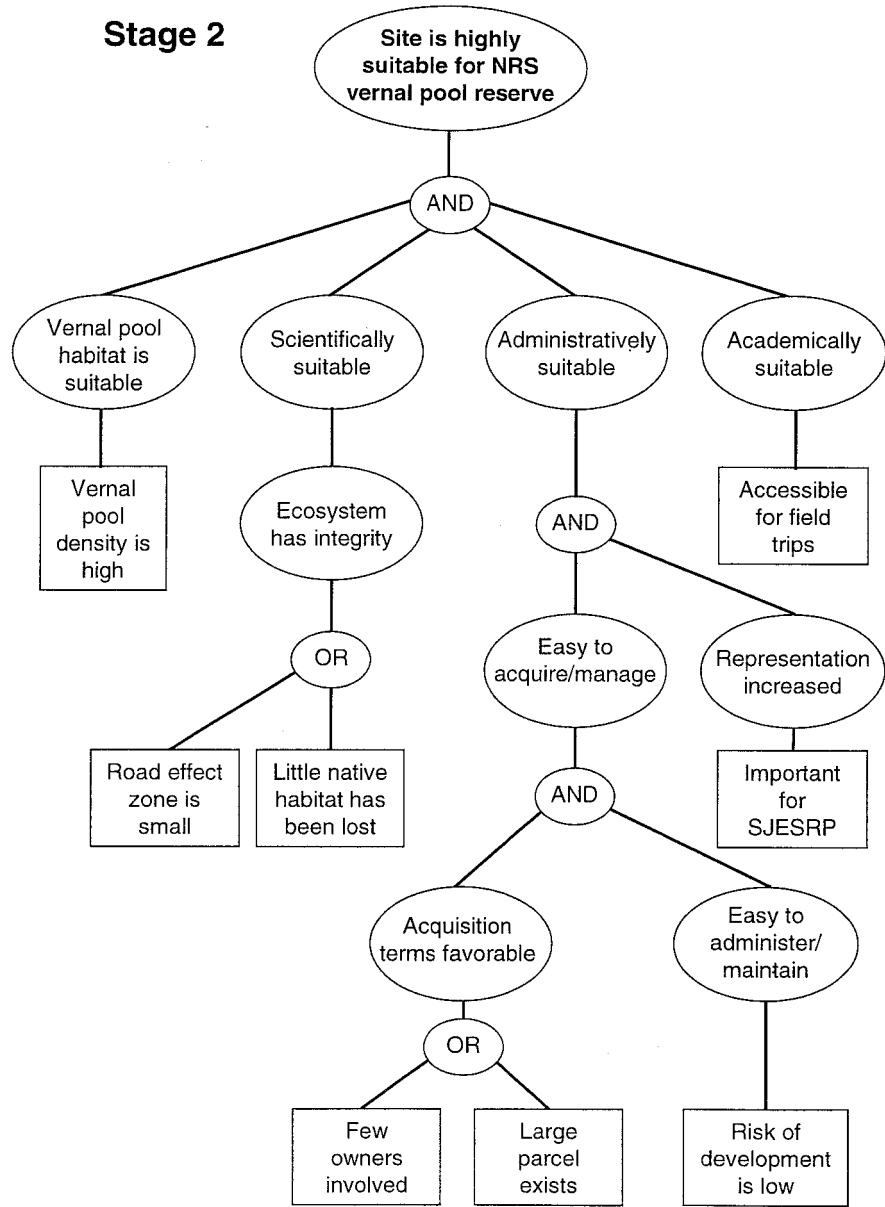 Stage 2
Site is highly
suitable for NRS
vernal pool reserve
AND
Vernal pool
habitat is
suitable
Scientifically
suitable
Administratively
suitable
Academically
suitable
Vernal
pool
density is
high
Ecosystem
has integrity
AND
Accessible
for field
trips
OR
Easy to
acquire/manage
Representation
increased
Road effect
zone is
small
Little native
habitat has
been lost
AND
Important
for
SJESRP
Acquisition
terms favorable
Easy to
administer/
maintain
OR
Few
owners
involved
Large
parcel
exists
Risk of
development
is low